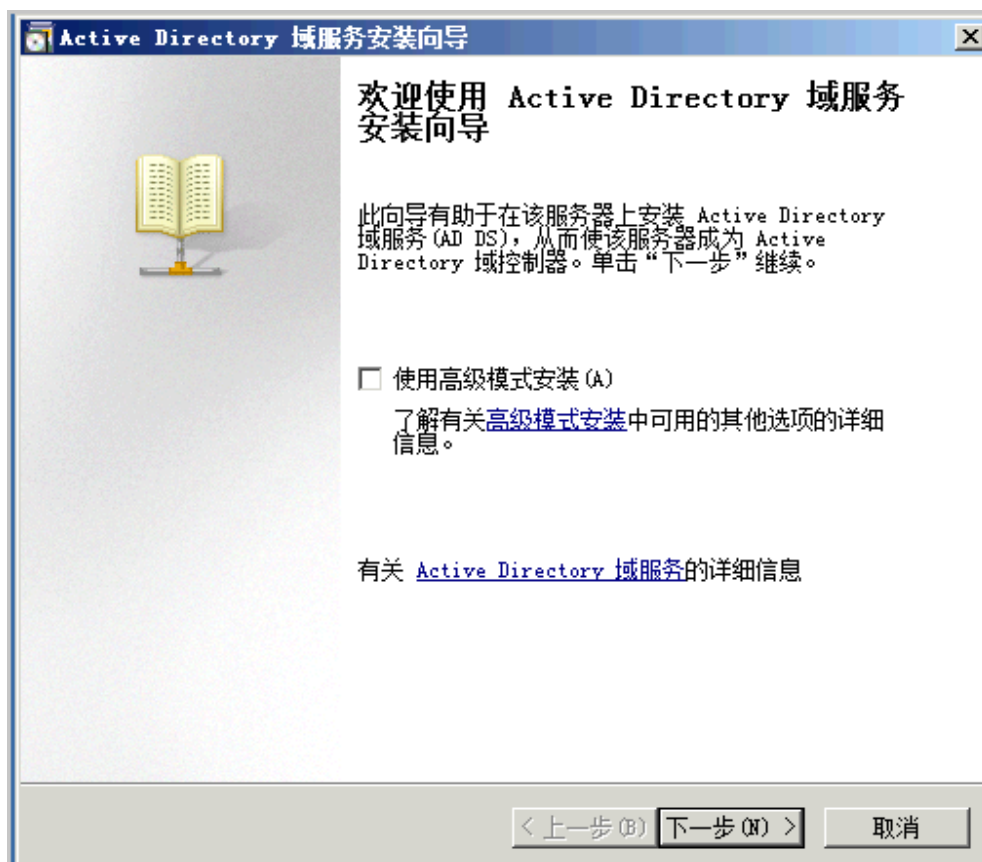 Active Directory 域服务安装向导
欢迎使用 Active Directory 域服务
安装向导
此向导有助于在该服务器上安装 Active Directory
域服务(AD DS)，从而使该服务器成为 Active
Directory 域控制器。单击“下一步”继续。
使用高级模式安装(A)
了解有关高级模式安装中可用的其他选项的详细
信息。
有关 Active Directory 域服务的详细信息
< 上一步(B) 下一步(N) > 取消